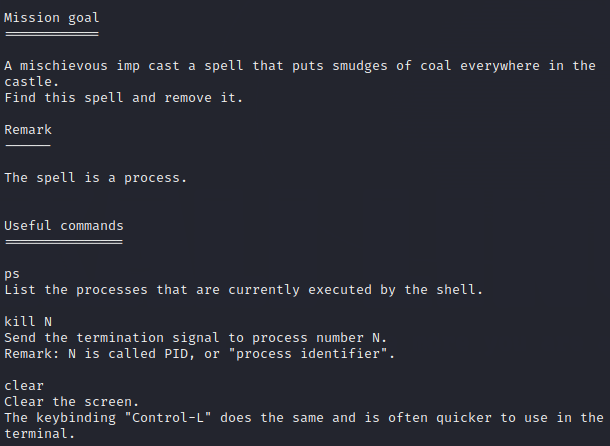 Mission goal
============
A mischievous imp cast a spell that puts smudges of coal everywhere in the
castle.
Find this spell and remove it.
Remark
------
The spell is a process.
Useful commands
===============
ps
List the processes that are currently executed by the shell.
kill N
Send the termination signal to process number N.
Remark: N is called PID, or "process identifier".
clear
Clear the screen.
The keybinding "Control-L" does the same and is often quicker to use in the
terminal.